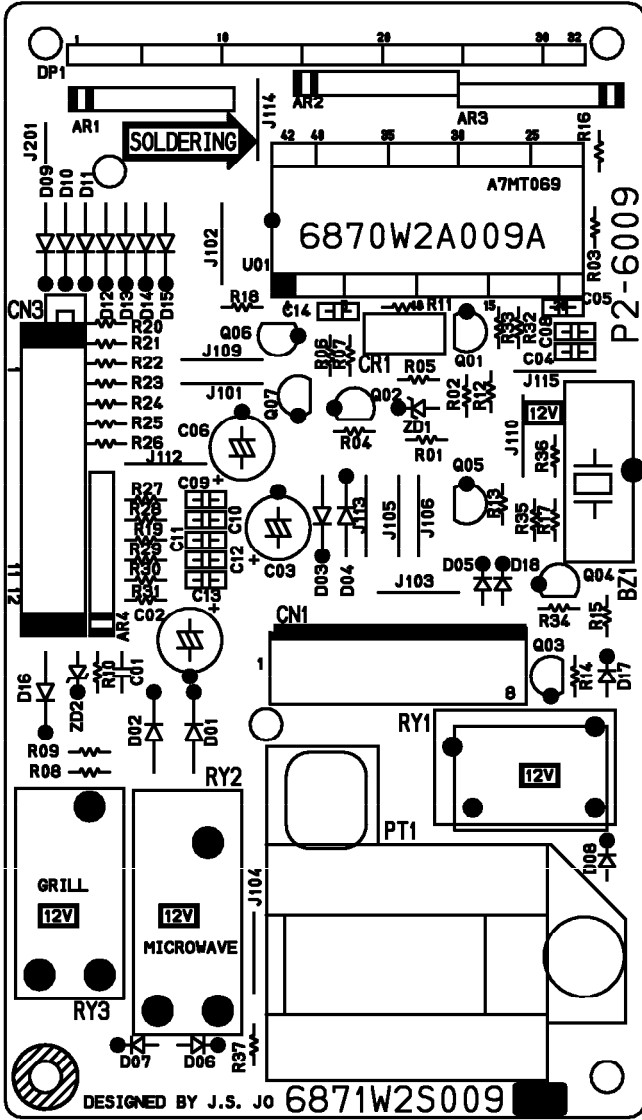 1 10 20 30 32
DP1
AR1
AR2
AR3
J114
R16
J201
SOLDERING
42 40 35 30 25
D09
D10
D11
A7MT069
6870W2A009A
P2-6009
J102
U01
R03
D12
D13
D14
D15
CN3
R18
C14
R11
15
C05
R20
R21
R22
R23
R24
R25
R26
1
Q06
J109
J101
R06
R07
CR1
Q01
R33
R32
C08
C04
J115
R05
Q07
Q02
ZD1
R02
R12
12V
J110
R04
R01
R36
C06
J112
Q05
R27
R28
R19
R29
R30
R31
C09
C10
C11
C12
C13
C03
D03
D04
J113
J105
J106
R13
R35
R17
BZ1
D05
D18
Q04
J103
11
12
C02
AR4
CN1
R34
R15
1
8
Q03
R14
D17
D16
ZD2
R10
C01
D02
D01
RY1
12V
R09
R08
RY2
PT1
D08
GRILL
12V
12V
MICROWAVE
J104
RY3
D07
D06
R37
DESIGNED BY J.S. JO
6871W2S009